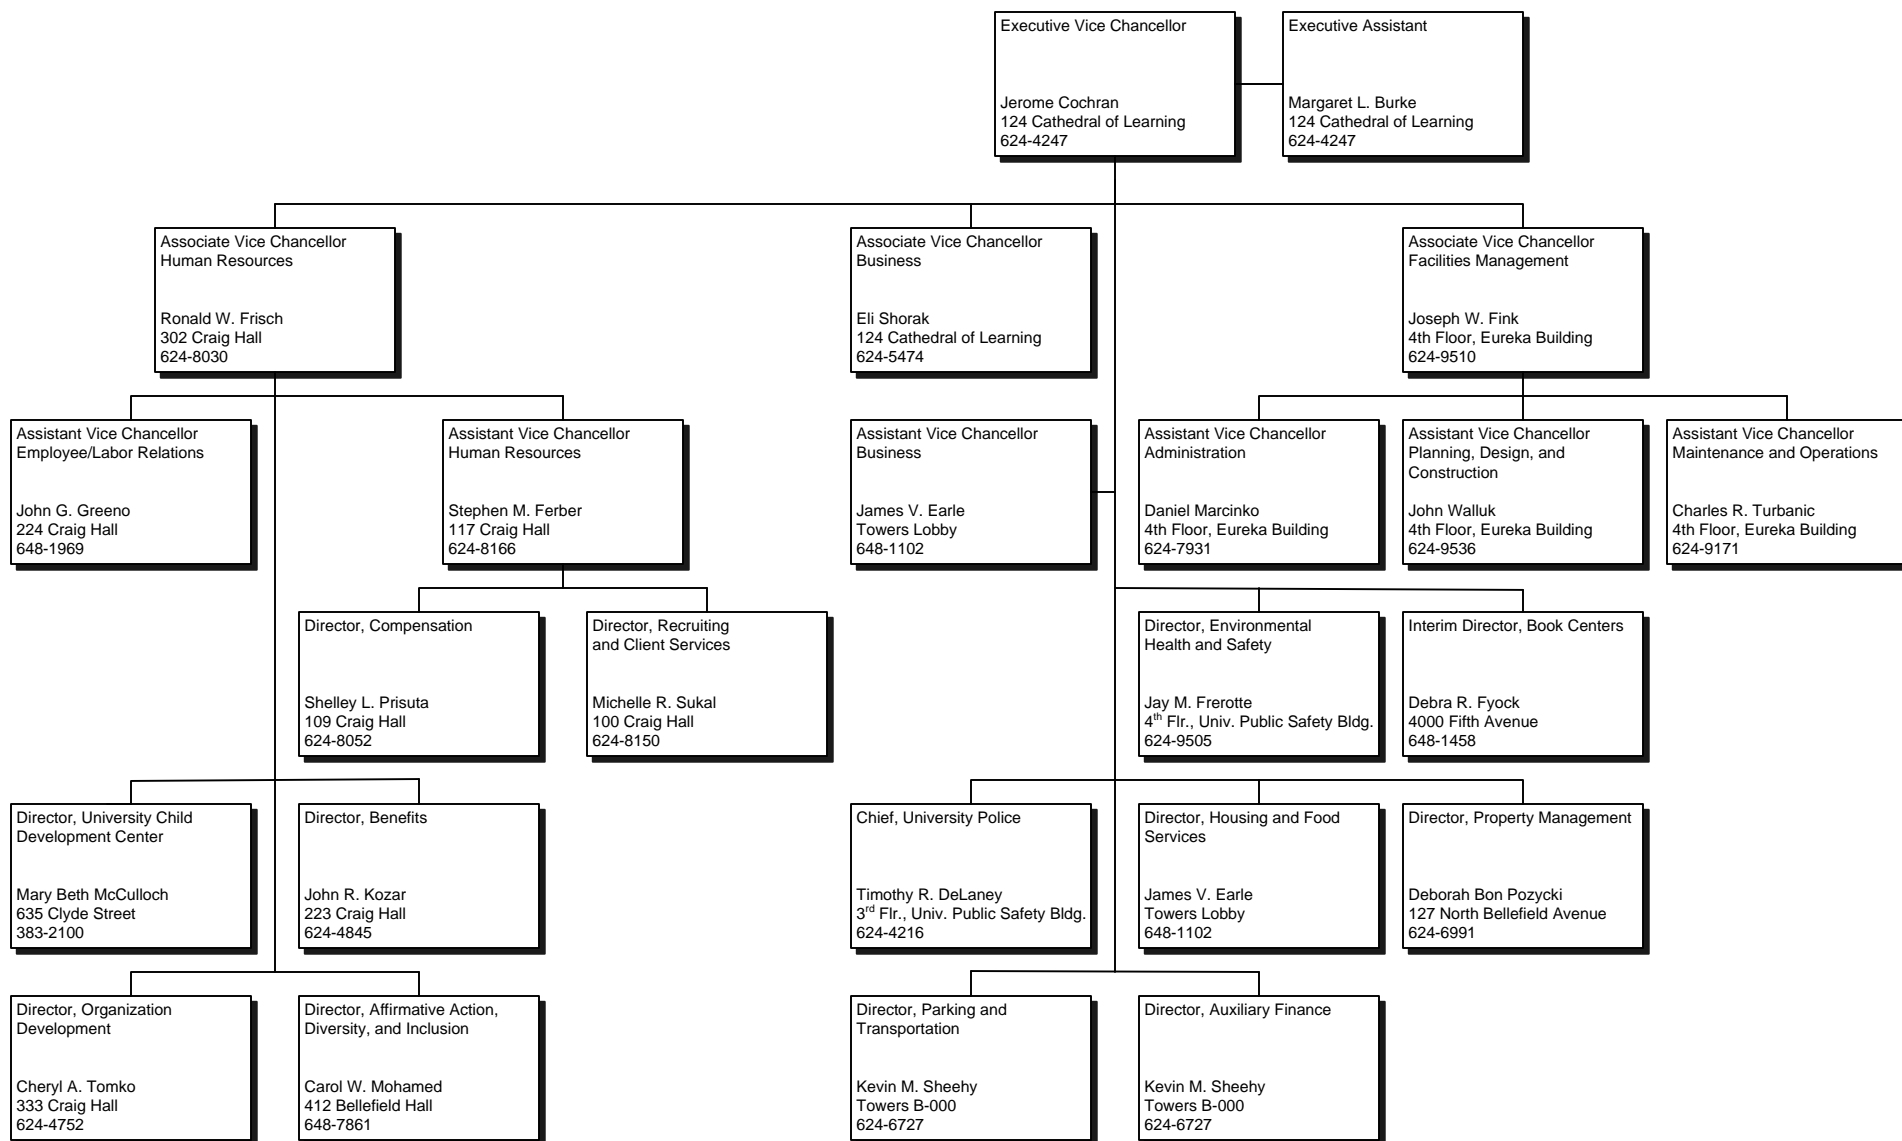 Executive Vice Chancellor
Jerome Cochran
124 Cathedral of Learning
624-4247
Executive Assistant
Margaret L. Burke
124 Cathedral of Learning
624-4247
Associate Vice Chancellor
Human Resources
Ronald W. Frisch
302 Craig Hall
624-8030
Associate Vice Chancellor
Business
Eli Shorak
124 Cathedral of Learning
624-5474
Associate Vice Chancellor
Facilities Management
Joseph W. Fink
4th Floor, Eureka Building
624-9510
Assistant Vice Chancellor
Employee/Labor Relations
John G. Greeno
224 Craig Hall
648-1969
Assistant Vice Chancellor
Human Resources
Stephen M. Ferber
117 Craig Hall
624-8166
Assistant Vice Chancellor
Business
James V. Earle
Towers Lobby
648-1102
Assistant Vice Chancellor
Administration
Daniel Marcinko
4th Floor, Eureka Building
624-7931
Assistant Vice Chancellor
Planning, Design, and
Construction
John Walluk
4th Floor, Eureka Building
624-9536
Assistant Vice Chancellor
Maintenance and Operations
Charles R. Turbanic
4th Floor, Eureka Building
624-9171
Director, Compensation
Shelley L. Prisuta
109 Craig Hall
624-8052
Director, Recruiting
and Client Services
Michelle R. Sukal
100 Craig Hall
624-8150
Director, Environmental
Health and Safety
Jay M. Frerotte
4th Flr., Univ. Public Safety Bldg.
624-9505
Interim Director, Book Centers
Debra R. Fyock
4000 Fifth Avenue
648-1458
Director, University Child
Development Center
Mary Beth McCulloch
635 Clyde Street
383-2100
Director, Benefits
John R. Kozar
223 Craig Hall
624-4845
Chief, University Police
Timothy R. DeLaney
3rd Flr., Univ. Public Safety Bldg.
624-4216
Director, Housing and Food
Services
James V. Earle
Towers Lobby
648-1102
Director, Property Management
Deborah Bon Pozycki
127 North Bellefield Avenue
624-6991
Director, Organization
Development
Cheryl A. Tomko
333 Craig Hall
624-4752
Director, Affirmative Action,
Diversity, and Inclusion
Carol W. Mohamed
412 Bellefield Hall
648-7861
Director, Parking and
Transportation
Kevin M. Sheehy
Towers B-000
624-6727
Director, Auxiliary Finance
Kevin M. Sheehy
Towers B-000
624-6727